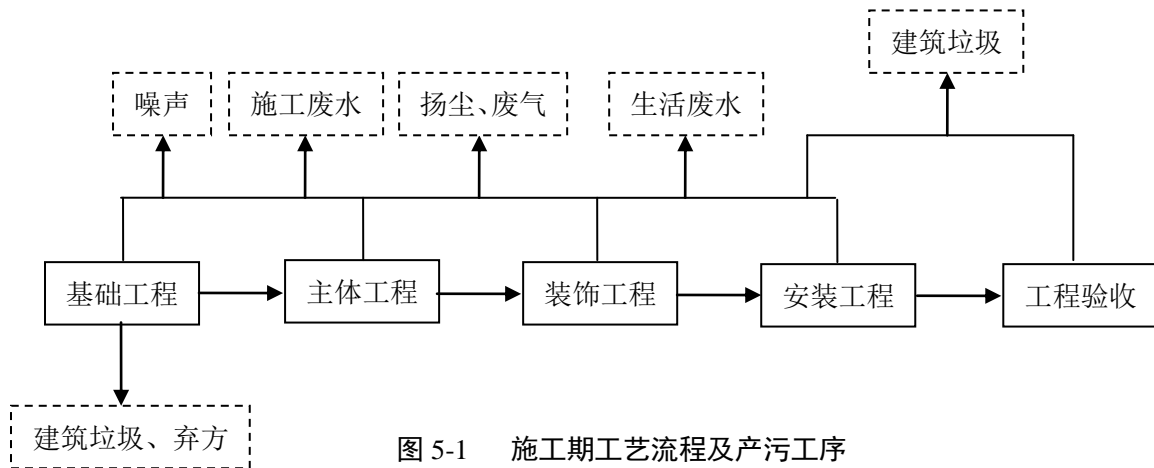 建筑垃圾
噪声 施工废水 扬尘、废气 生活废水
基础工程 主体工程 装饰工程 安装工程 工程验收
建筑垃圾、弃方
图 5-1 施工期工艺流程及产污工序